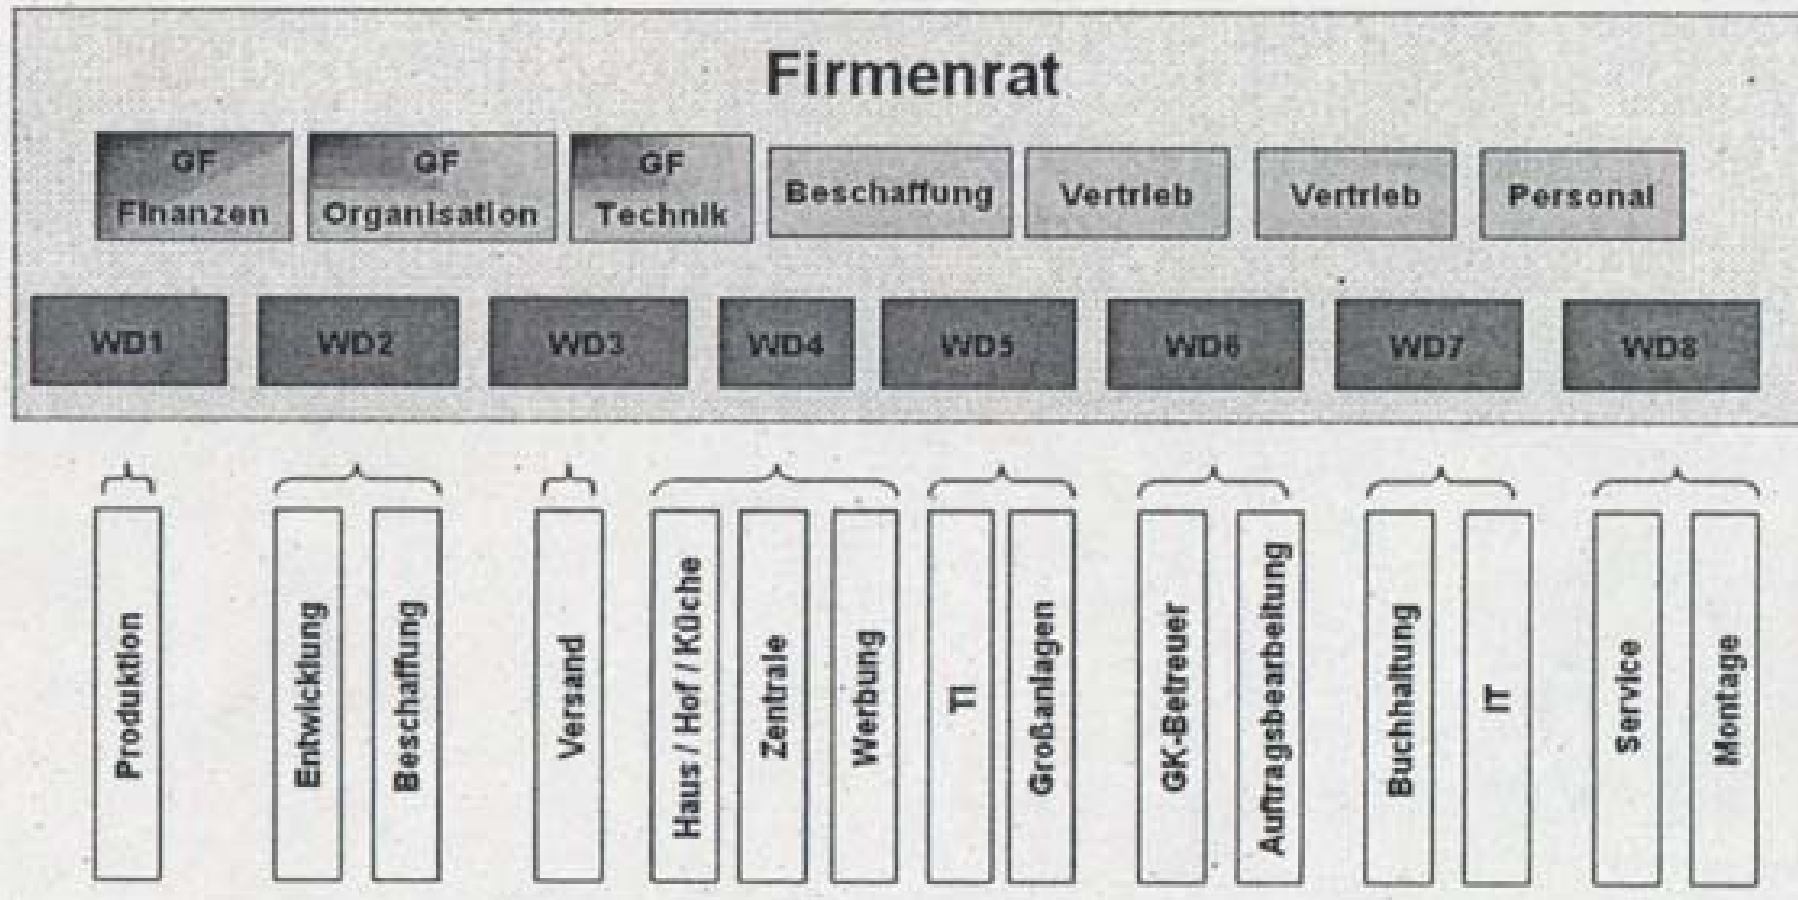 Firmenrat
GF
Finanzen
GF
Organisation
GF
Technik
Beschaffung
Vertrieb
Vertrieb
Personal
WD1
WD2
WD3
WD4
WD5
WD6
WD7
WD8
Produktion
Entwicklung
Beschaffung
Versand
Haus / Hof / Küche
Zentrale
Werbung
TI
Großanlagen
GK-Betreuer
Auftragsbearbeitung
Buchhaltung
IT
Service
Montage